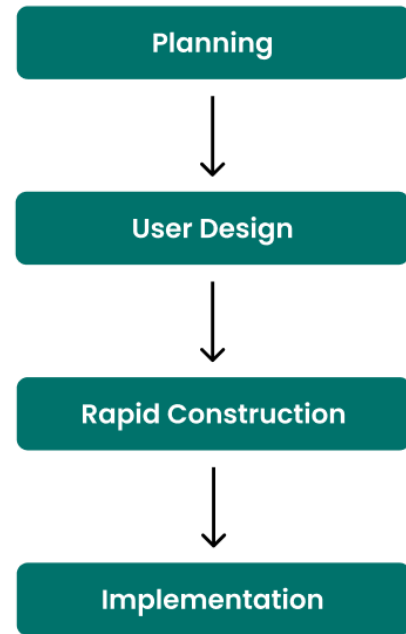 Planning
User Design
Rapid Construction
Implementation